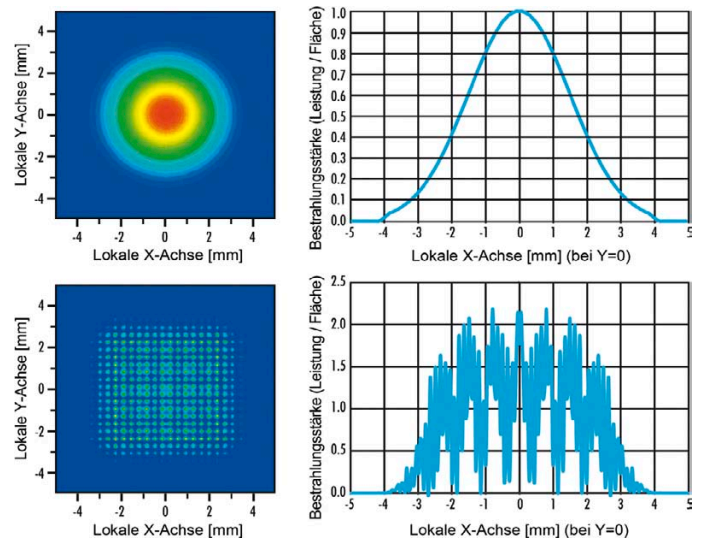 Lokale Y-Achse [mm]
4
2
0
-2
-4
-4 -2 0 2 4
Lokale X-Achse [mm]
Bestrahlungsstärke (Leistung / Fläche)
1.0
0.9
0.8
0.7
0.6
0.5
0.4
0.3
0.2
0.1
0.0
-5 -4 -3 -2 -1 0 1 2 3 4 5
Lokale X-Achse [mm] (bei Y=0)
Lokale Y-Achse [mm]
4
2
0
-2
-4
-4 -2 0 2 4
Lokale X-Achse [mm]
Bestrahlungsstärke (Leistung / Fläche)
2.5
2.0
1.5
1.0
0.5
0.0
-5 -4 -3 -2 -1 0 1 2 3 4 5
Lokale X-Achse [mm] (bei Y=0)